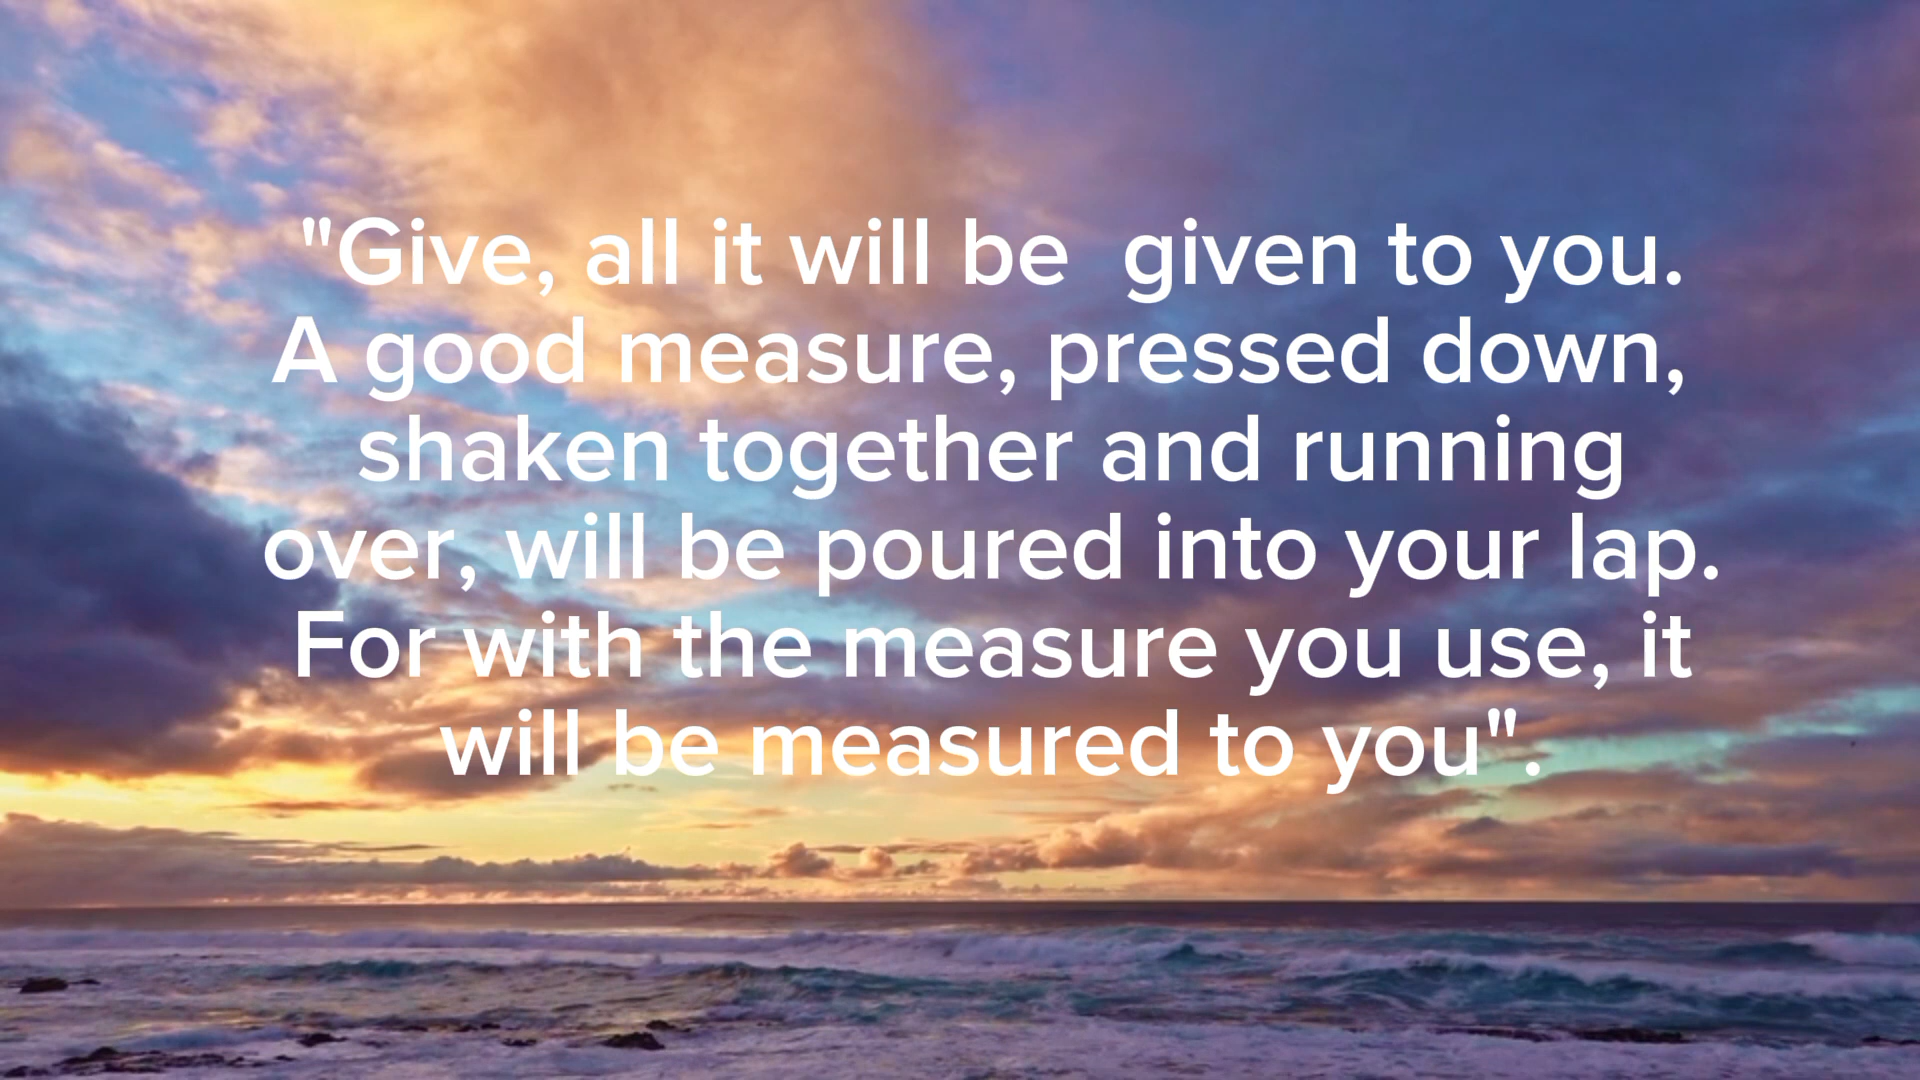 "Give, all it will be  given to you.
A good measure, pressed down,
shaken together and running
over, will be poured into your lap.
For with the measure you use, it
will be measured to you".